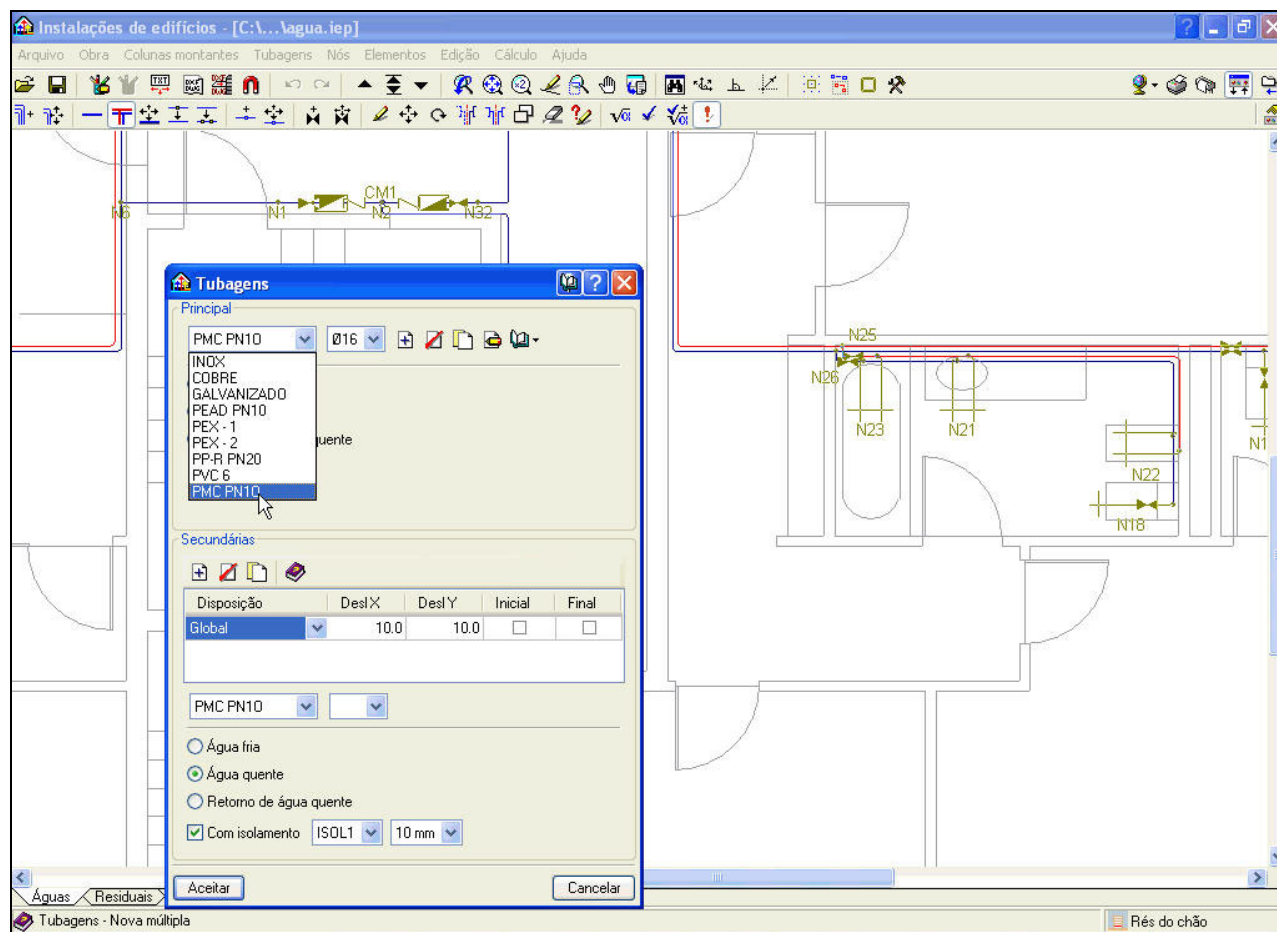 Instalações de edifícios - [C:\...\agua.iep]
Arquivo Obra Colunas montantes Tubagens Nós Elementos Edição Cálculo Ajuda
CM1
N6 N1 N2 N32
Tubagens
Principal
PMC PN10 Ø16
INOX
COBRE
GALVANIZADO
PEAD PN10
PEX - 1
PEX - 2
PP-R PN20
PVC 6
PMC PN10
uente
N25
N26
N23 N21
N22
N18
N1
Secundárias
Disposição Desl X Desl Y Inicial Final
Global 10.0 10.0
PMC PN10
Água fria
Água quente
Retorno de água quente
Com isolamento ISOL1 10 mm
Aceitar Cancelar
Águas Residuais
Tubagens - Nova múltipla Rés do chão